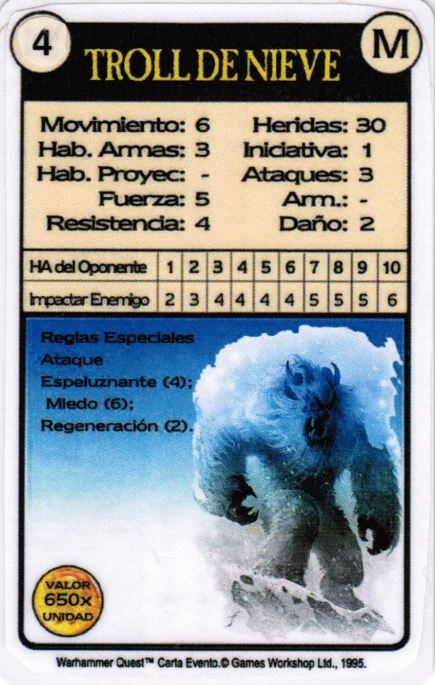 4
M
TROLL DE NIEVE
Movimiento: 6 Heridas: 30
Hab. Armas: 3 Iniciativa: 1
Hab. Proyec: - Ataques: 3
Fuerza: 5 Arm.: -
Resistencia: 4 Daño: 2
HA del Oponente 1 2 3 4 5 6 7 8 9 10
Impactar Enemigo 2 3 4 4 4 4 5 5 5 6
Reglas Especiales
Ataque
Espeluznante (4);
Miedo (6);
Regeneración (2).
VALOR
650x
UNIDAD
Warhammer Quest™ Carta Evento.© Games Workshop Ltd., 1995.